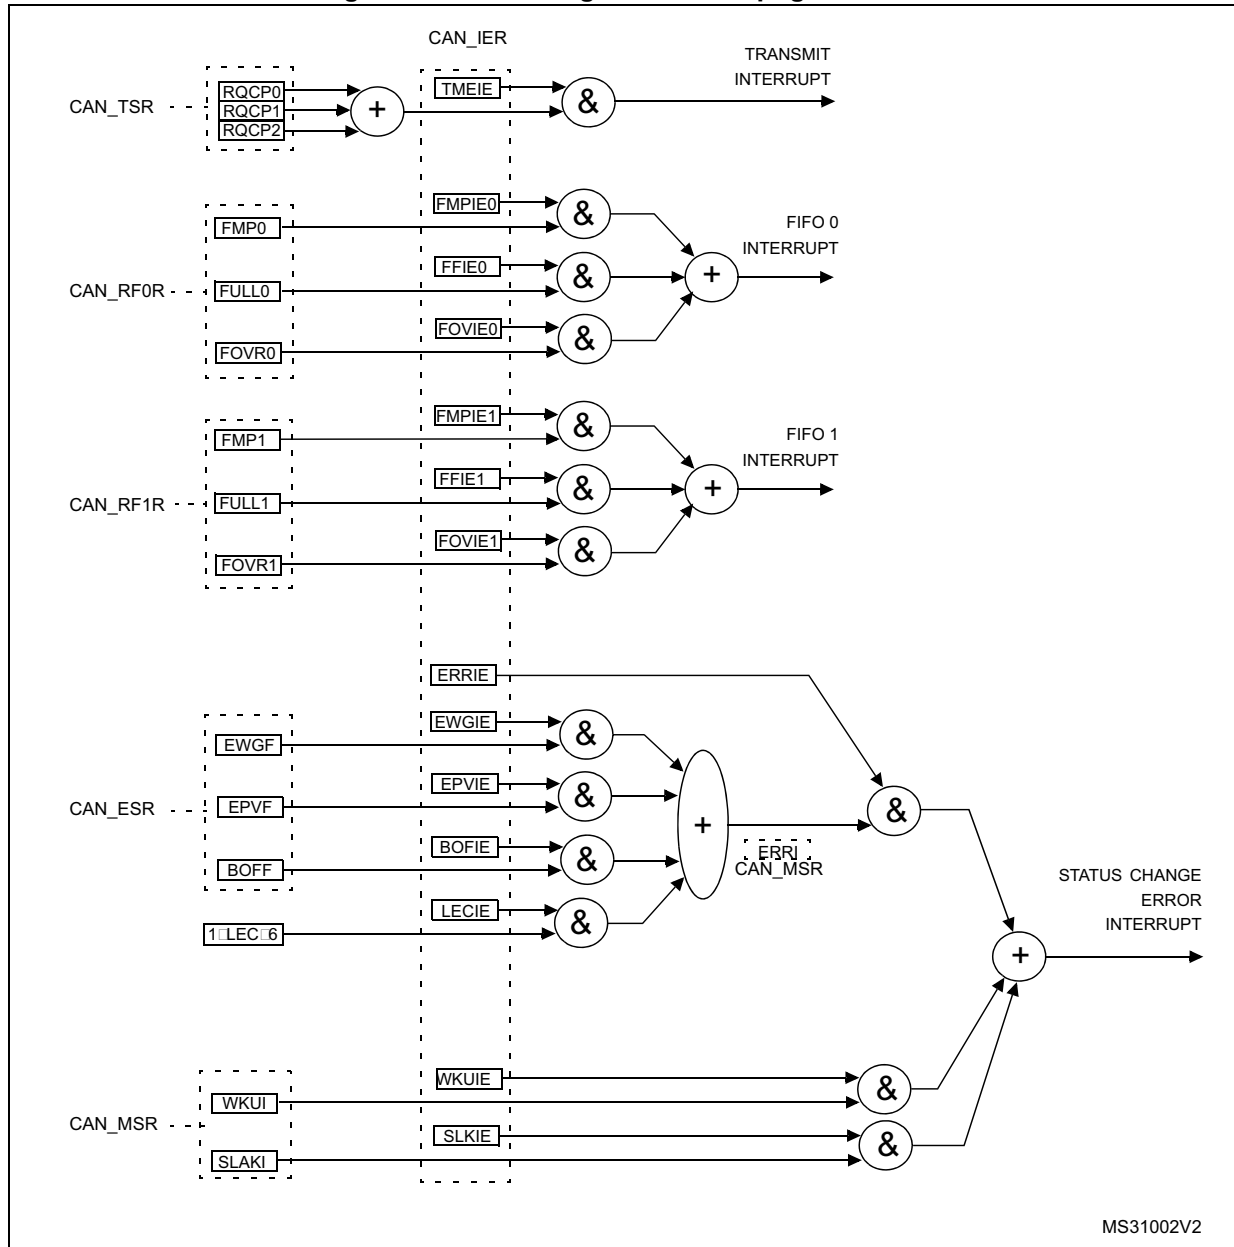 CAN_IER
TRANSMIT
INTERRUPT
CAN_TSR
RQCP0
RQCP1
RQCP2
+
TMEIE
&
FMPIE0
&
FMP0
FIFO 0
INTERRUPT
CAN_RF0R
FULL0
FFIE0
&
+
FOVIE0
&
FOVR0
FMPIE1
&
FMP1
FIFO 1
INTERRUPT
CAN_RF1R
FULL1
FFIE1
&
+
FOVIE1
&
FOVR1
ERRIE
EWGIE
&
EWGF
CAN_ESR
EPVF
EPVIE
&
+
&
ERRI
CAN_MSR
BOFIE
&
BOFF
LECIE
&
1□LEC□6
STATUS CHANGE
ERROR
INTERRUPT
+
WKUIE
&
WKUI
CAN_MSR
SLKIE
&
SLAKI
MS31002V2